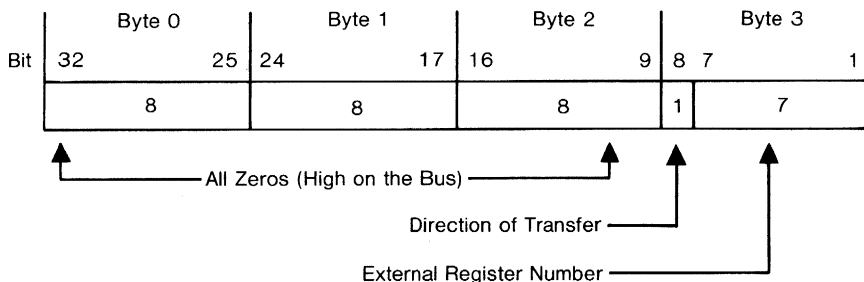 Byte 0 Byte 1 Byte 2 Byte 3
Bit 32 25 24 17 16 9 8 7 1
8 8 8 1 7
All Zeros (High on the Bus)
Direction of Transfer
External Register Number